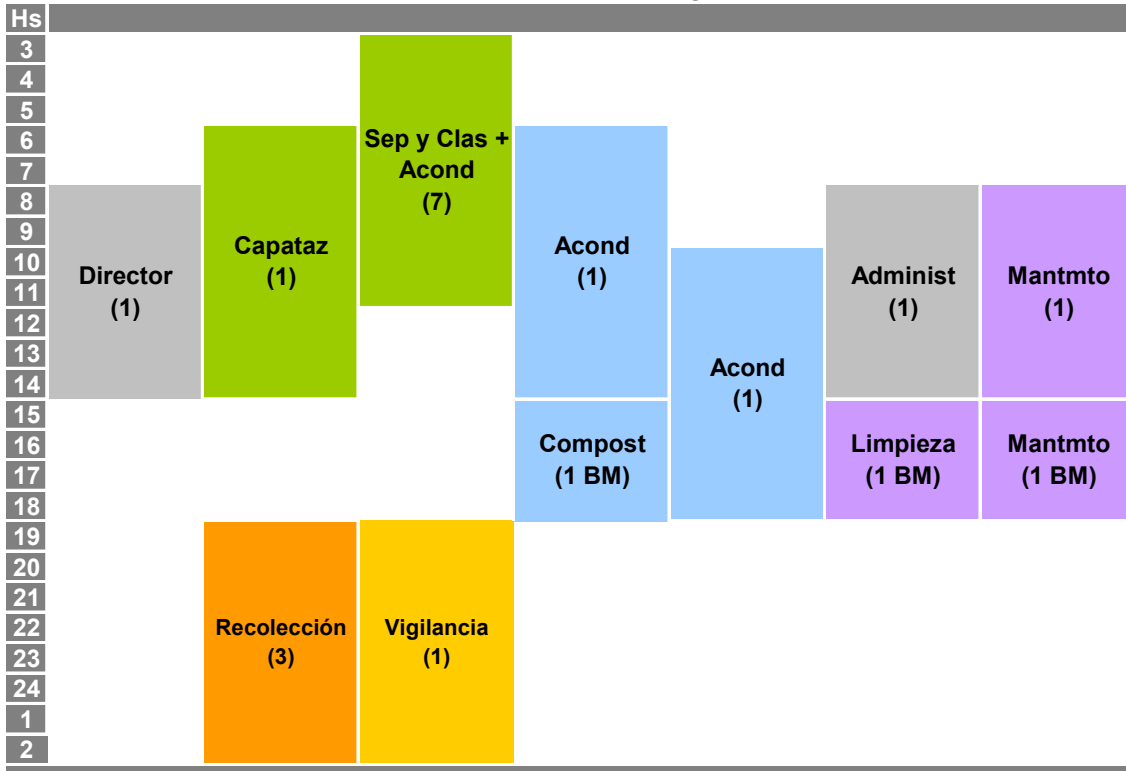 Hs
3
4
5
6
7
8
9
10
11
12
13
14
15
16
17
18
19
20
21
22
23
24
1
2
Director
(1)
Capataz
(1)
Sep y Clas +
Acond
(7)
Acond
(1)
Acond
(1)
Administ
(1)
Mantmto
(1)
Compost
(1 BM)
Limpieza
(1 BM)
Mantmto
(1 BM)
Recolección
(3)
Vigilancia
(1)